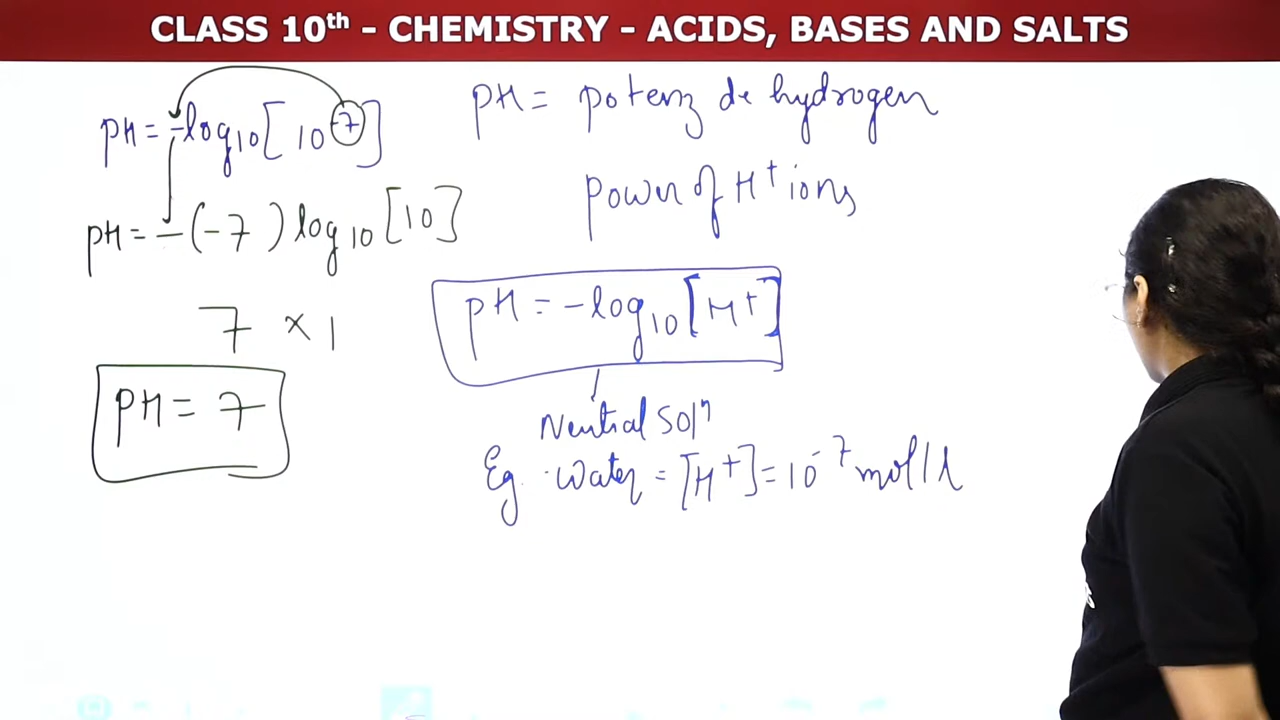 CLASS 10th - CHEMISTRY - ACIDS, BASES AND SALTS
pH = -log10[10-7]
pH = -(-7)log10[10]
7 × 1
pH = 7
pH = potenz de hydrogen
power of H+ ions
pH = -log10[H+]
Neutral Soln
Eg. Water = [H+] = 10-7 mol/l